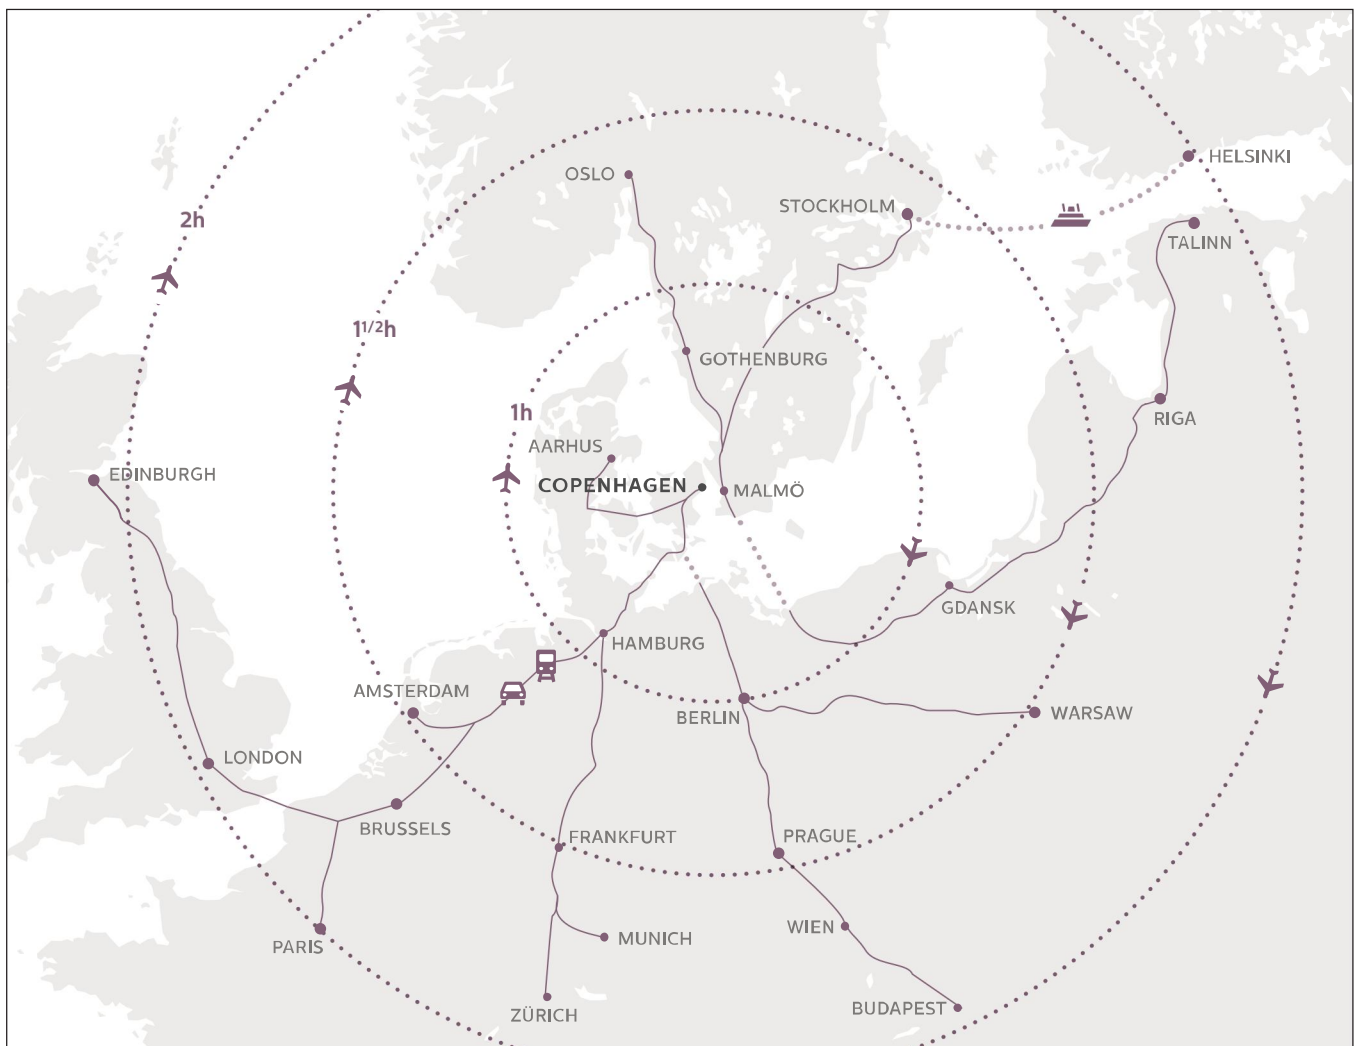 HELSINKI
OSLO
STOCKHOLM
2h
TALINN
1¹/²h
GOTHENBURG
1h
RIGA
AARHUS
EDINBURGH
COPENHAGEN
MALMÖ
GDANSK
HAMBURG
AMSTERDAM
BERLIN
WARSAW
LONDON
BRUSSELS
FRANKFURT
PRAGUE
WIEN
MUNICH
PARIS
BUDAPEST
ZÜRICH